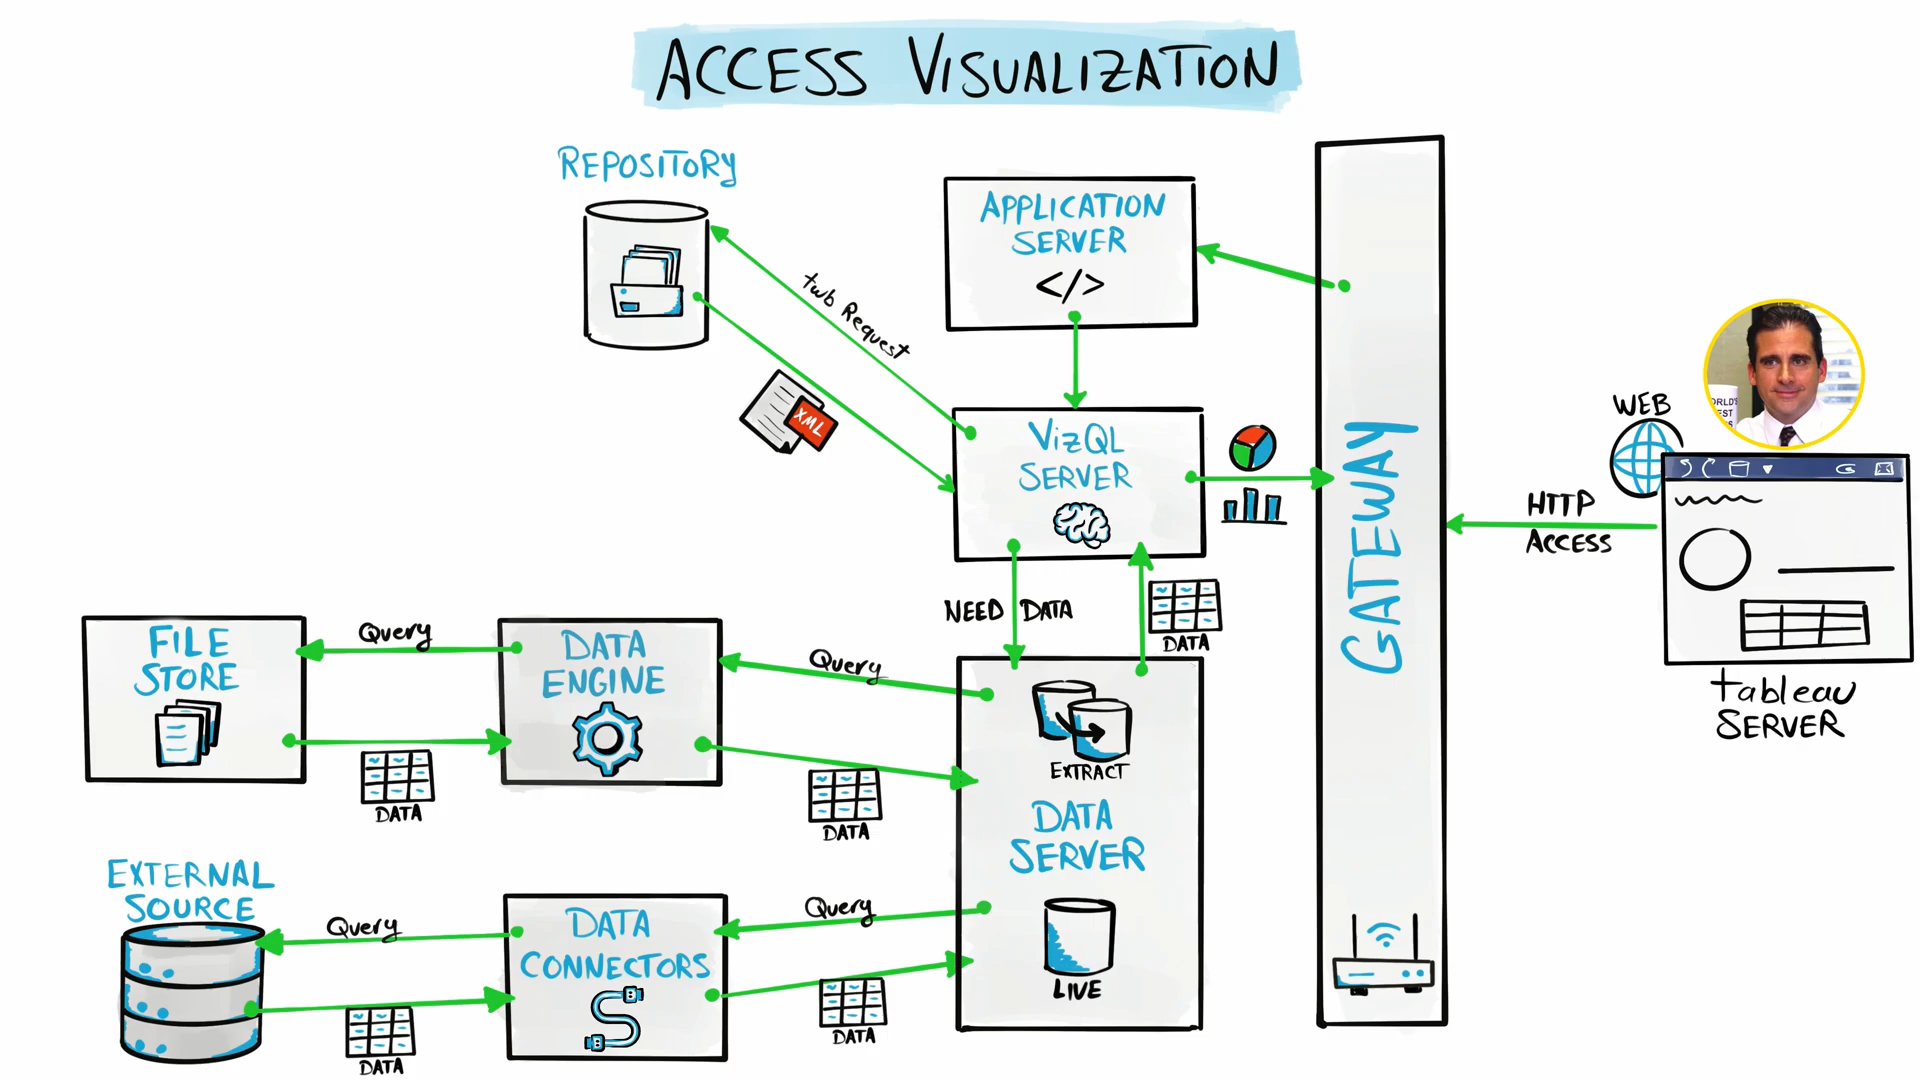 ACCESS VISUALIZATION
REPOSITORY
APPLICATION
SERVER
</>
twb Request
XML
VizQL
SERVER
GATEWAY
WEB
HTTP
ACCESS
tableau
SERVER
NEED DATA
DATA
FILE
STORE
Query
DATA
ENGINE
Query
DATA
DATA
EXTRACT
DATA
SERVER
LIVE
EXTERNAL
SOURCE
Query
DATA
CONNECTORS
Query
DATA
DATA